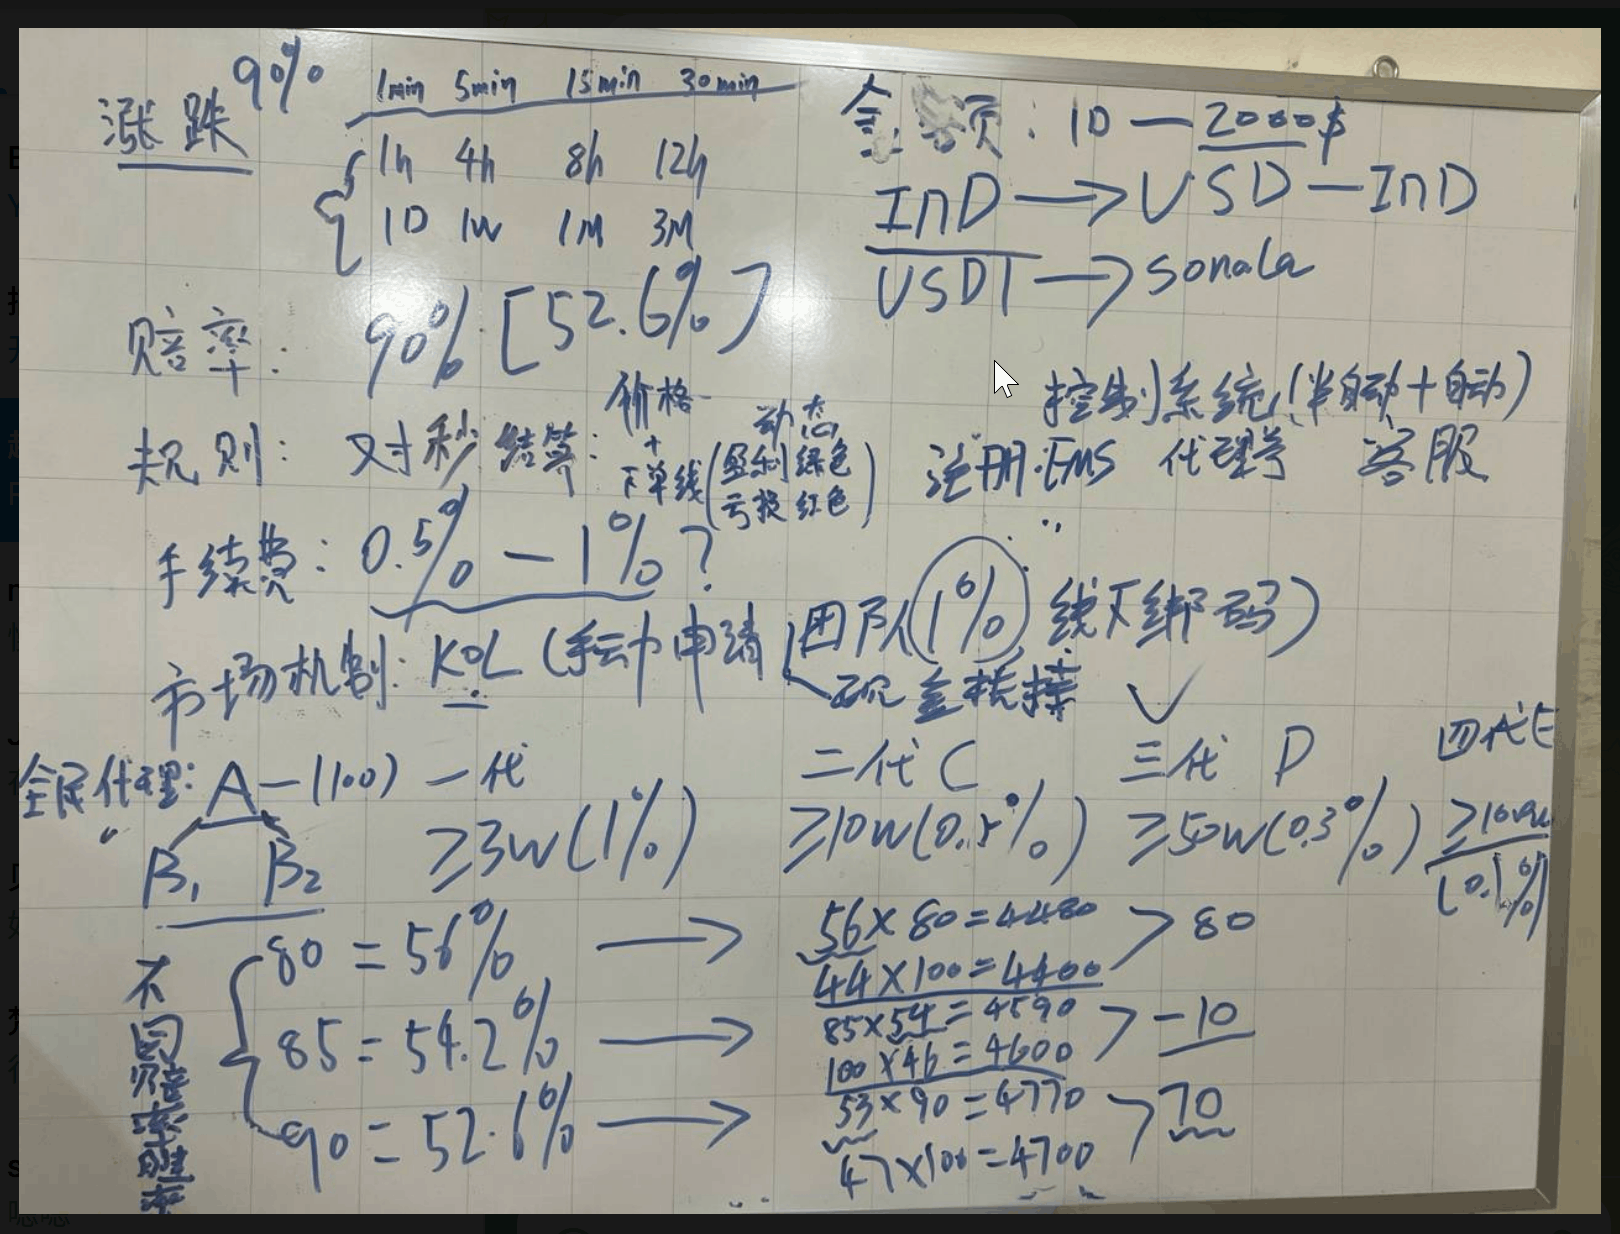 涨跌 90%
1min 5min 15min 30min
1h 4h 8h 12h
1D 1W 1M 3M
金额: 10 — 2000$
InD → USD — InD
USDT → Sonala
赔率: 90% [52.6%]
控制系统(半自动+自动)
规则: 对秒结算: 价格
+
下单线(动态
盈利绿色
亏损红色)
注册:EMS 代理等 客服
手续费: 0.5% — 1%?
市场机制: KOL (手动申请
团队1% 线下绑码)
现金模接 ✓
全民代理: A — (100) 一代
二代 C
三代 D
四代E
B1 B2
≥3W(1%)
≥10W(0.5%)
≥50W(0.3%)
(0.1%)
不同赔率胜率
80 = 56% →
56×80=4480
44×100=4400
> 80
85 = 54.2% →
85×54=4590
100×46=4600
> -10
90 = 52.6% →
53×90=4770
47×100=4700
> 70